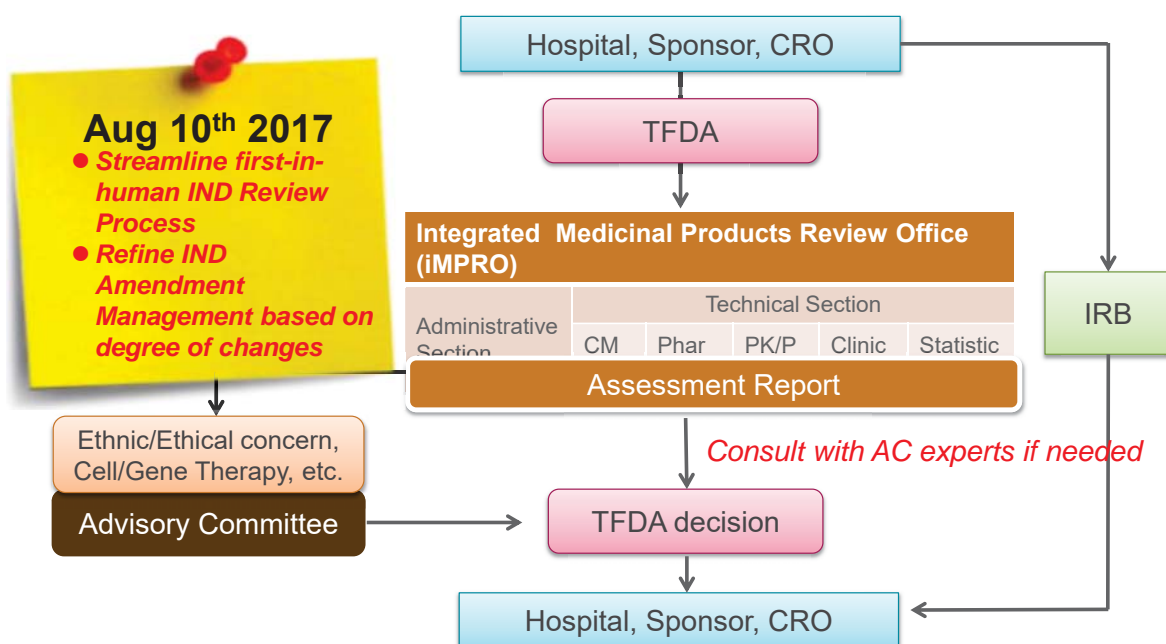 Aug 10th 2017
● Streamline first-in-
human IND Review
Process
● Refine IND
Amendment
Management based on
degree of changes
Hospital, Sponsor, CRO
TFDA
Integrated Medicinal Products Review Office
(iMPRO)
Administrative
Section
Technical Section
CM
Phar
PK/P
Clinic
Statistic
Assessment Report
IRB
Ethnic/Ethical concern,
Cell/Gene Therapy, etc.
Advisory Committee
Consult with AC experts if needed
TFDA decision
Hospital, Sponsor, CRO